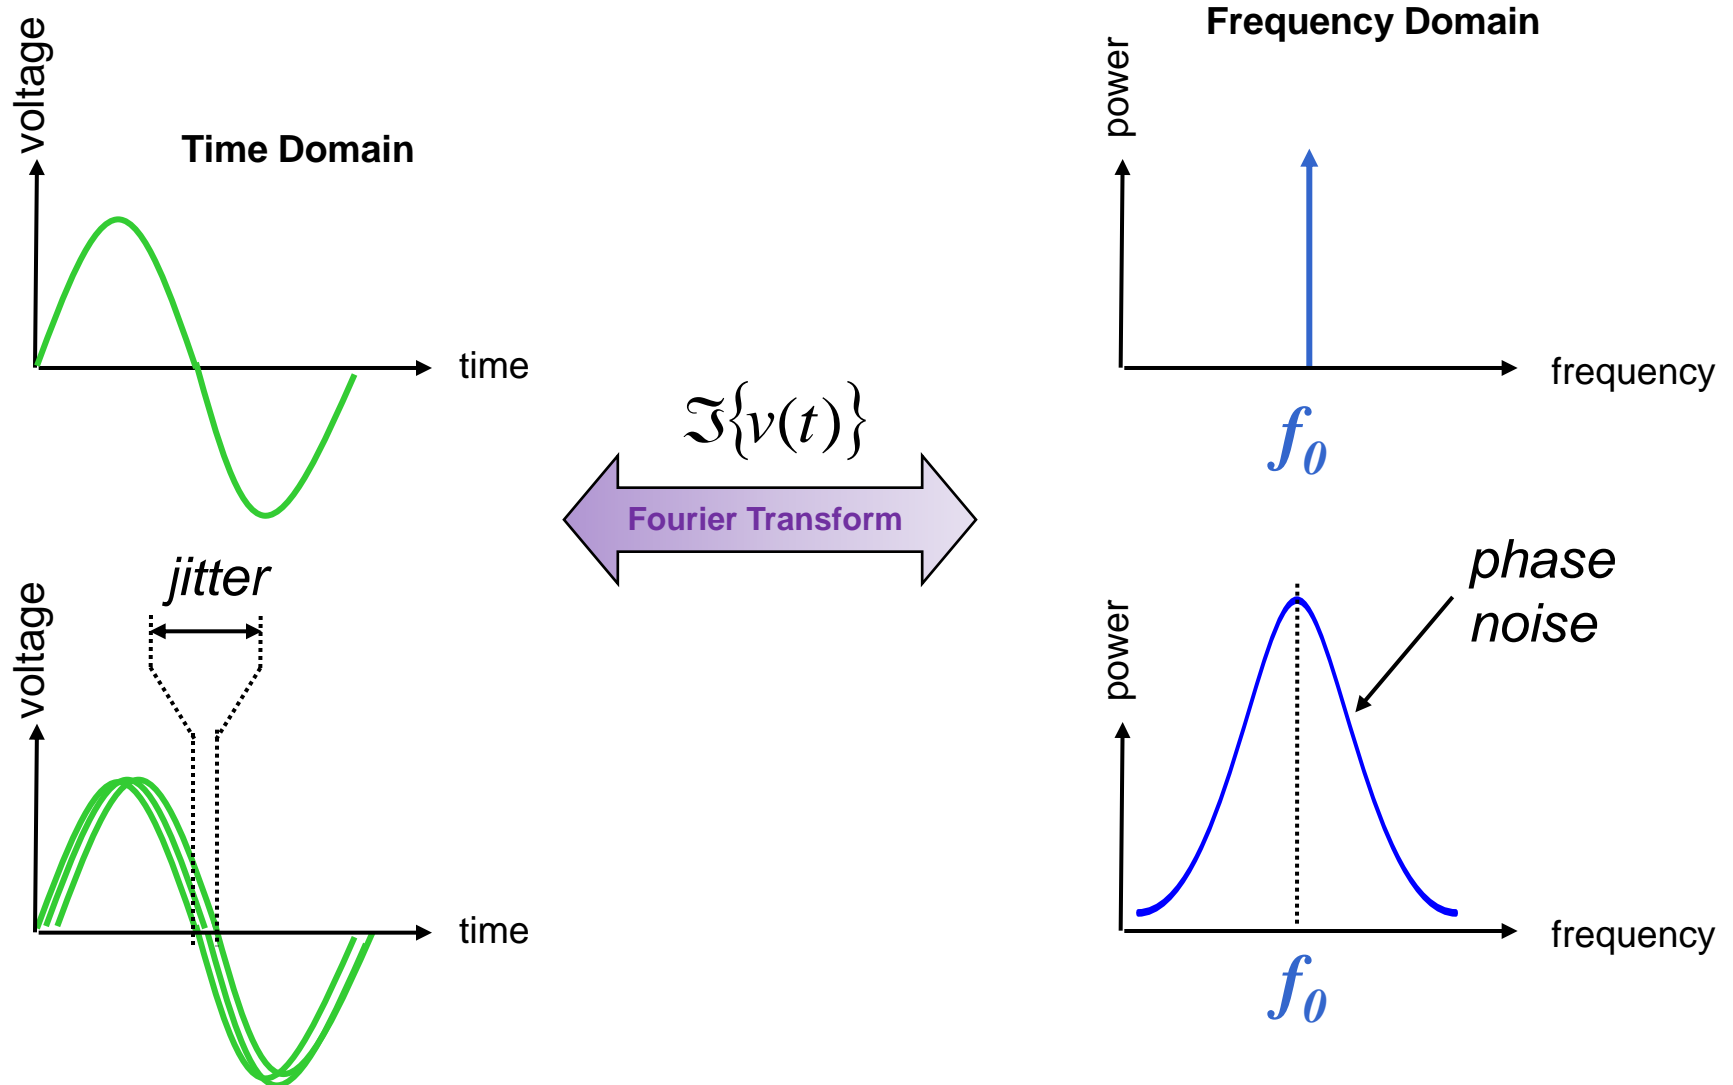 Frequency Domain
voltage
power
Time Domain
time
frequency
f0
ℑ{v(t)}
Fourier Transform
jitter
phase
noise
voltage
power
time
frequency
f0